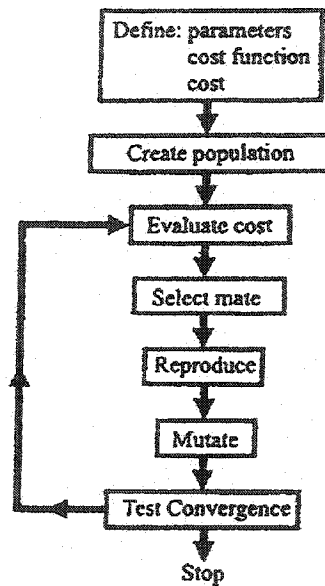 Define: parameters
cost function
cost
Create population
Evaluate cost
Select mate
Reproduce
Mutate
Test Convergence
Stop